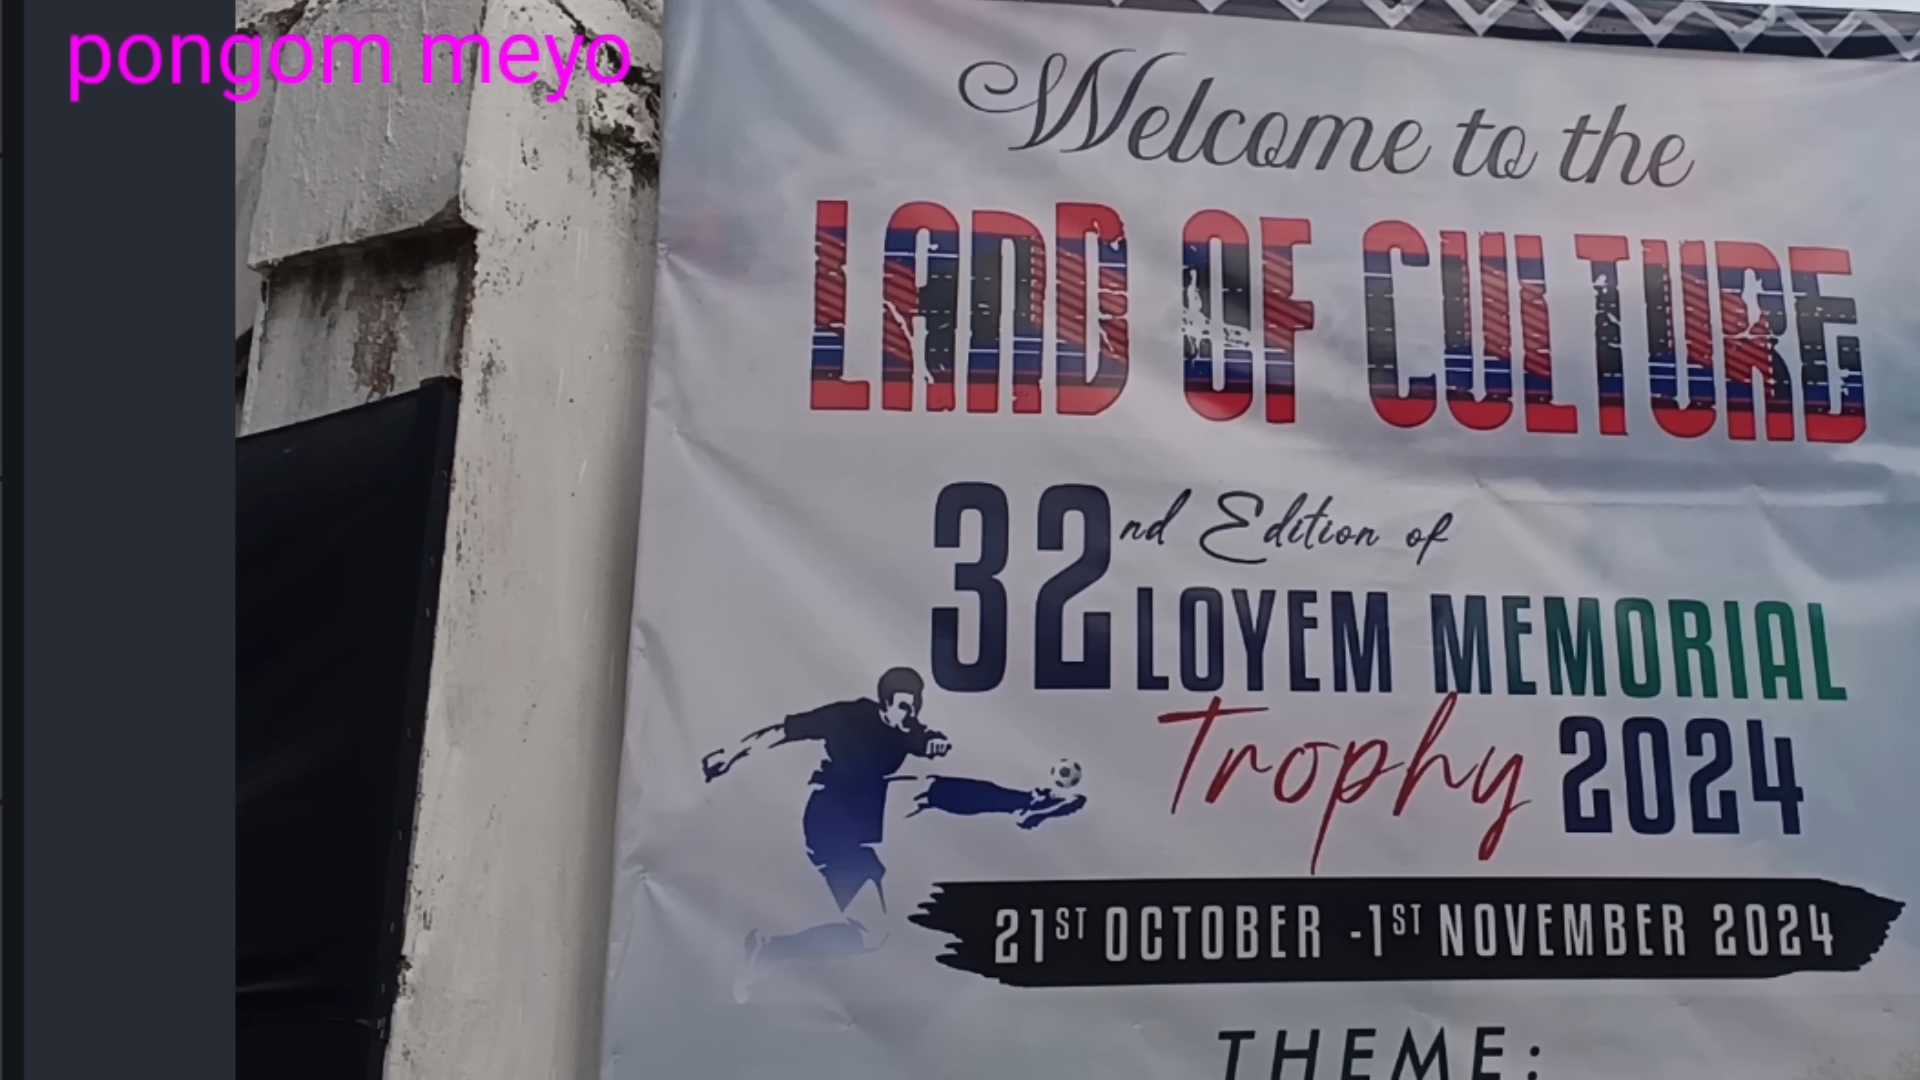 pongom meyo
Welcome to the
LAND OF CULTURE
32nd Edition of
LOYEM MEMORIAL
Trophy 2024
21ST OCTOBER -1ST NOVEMBER 2024
THEME: